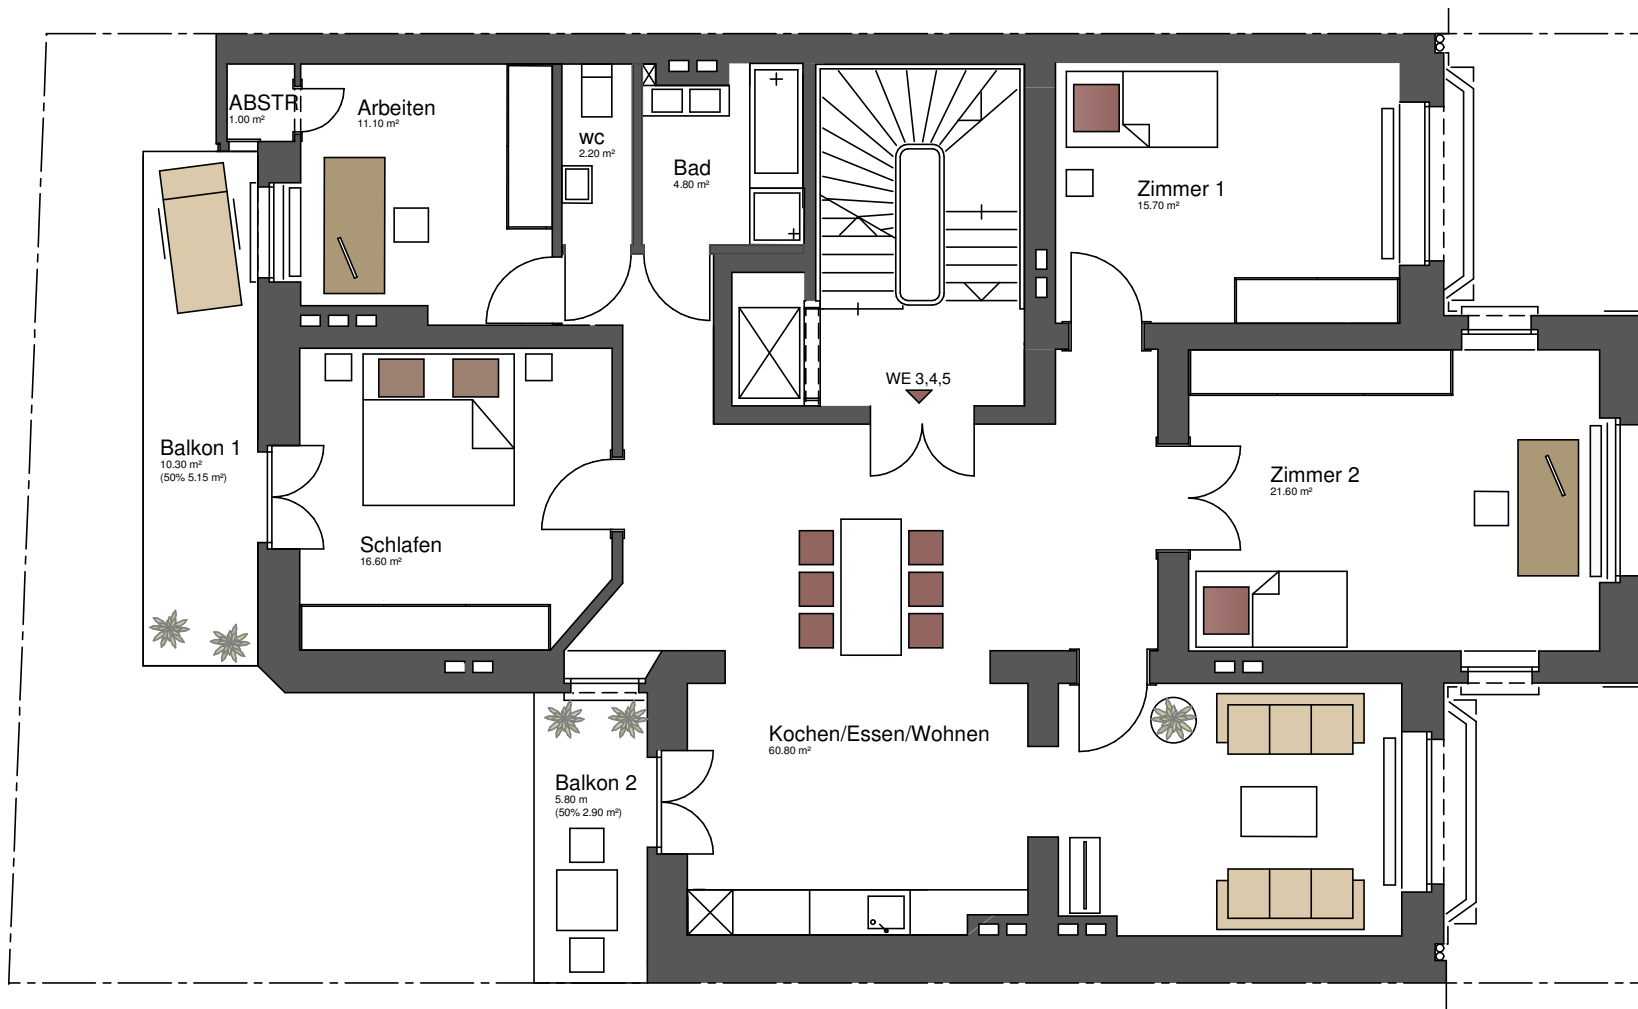 ABSTR
1.00 m²
Arbeiten
11.10 m²
WC
2.20 m²
Bad
4.80 m²
Zimmer 1
15.70 m²
WE 3,4,5
Balkon 1
10.30 m²
(50% 5.15 m²)
Zimmer 2
21.60 m²
Schlafen
16.60 m²
Kochen/Essen/Wohnen
60.80 m²
Balkon 2
5.80 m
(50% 2.90 m²)